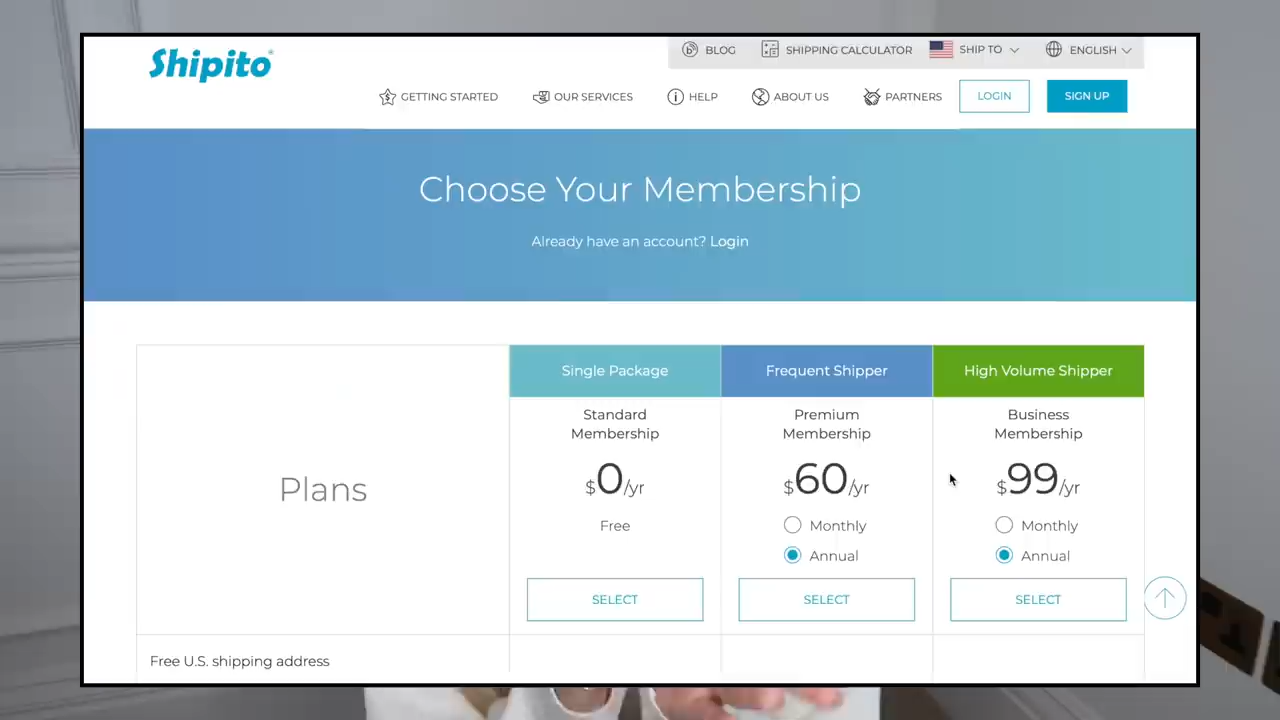 Shipito
BLOG
SHIPPING CALCULATOR
SHIP TO
ENGLISH
GETTING STARTED
OUR SERVICES
HELP
ABOUT US
PARTNERS
LOGIN
SIGN UP
Choose Your Membership
Already have an account? Login
Plans
Single Package
Standard
Membership
$0/yr
Free
SELECT
Frequent Shipper
Premium
Membership
$60/yr
Monthly
Annual
SELECT
High Volume Shipper
Business
Membership
$99/yr
Monthly
Annual
SELECT
Free U.S. shipping address